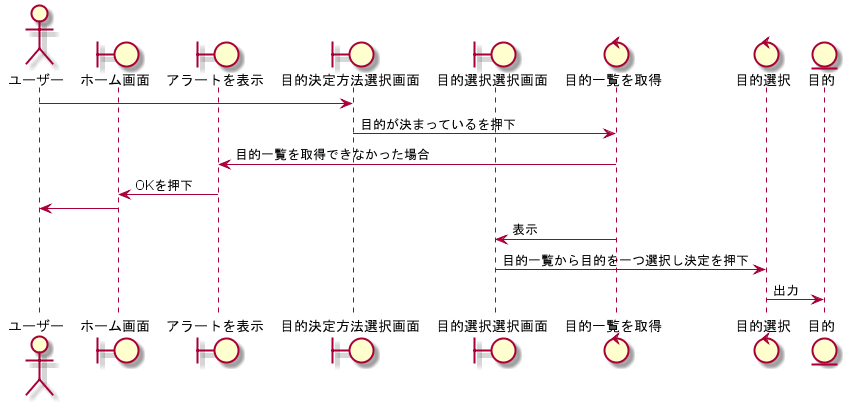 ユーザー ホーム画面 アラートを表示 目的決定方法選択画面 目的選択選択画面 目的一覧を取得 目的選択 目的
目的が決まっているを押下
目的一覧を取得できなかった場合
OKを押下
表示
目的一覧から目的を一つ選択し決定を押下
出力
ユーザー ホーム画面 アラートを表示 目的決定方法選択画面 目的選択選択画面 目的一覧を取得 目的選択 目的